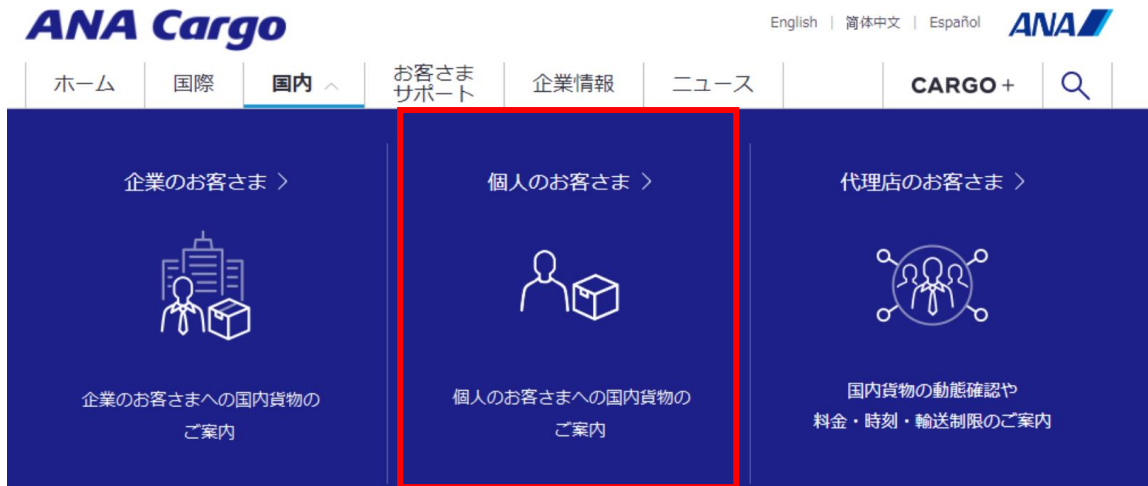 ANA Cargo
English | 简体中文 | Español
ANA
ホーム
国際
国内
お客さま
サポート
企業情報
ニュース
CARGO+
企業のお客さま >
企業のお客さまへの国内貨物の
ご案内
個人のお客さま >
個人のお客さまへの国内貨物の
ご案内
代理店のお客さま >
国内貨物の動態確認や
料金・時刻・輸送制限のご案内